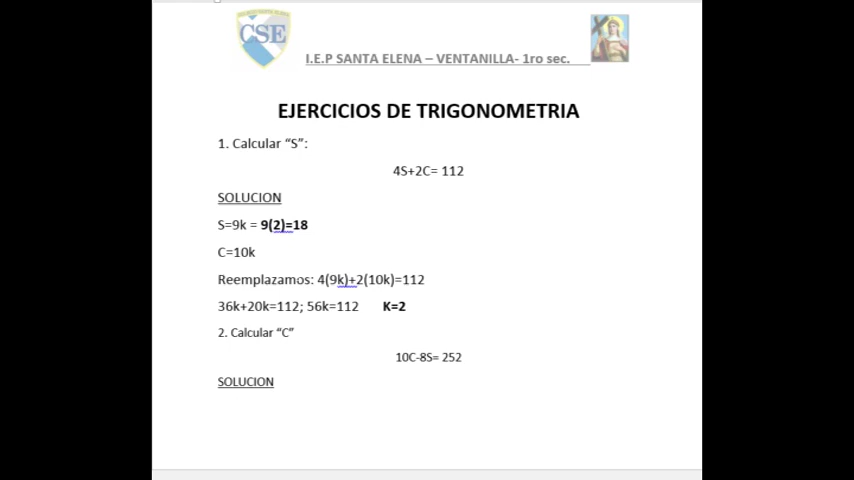 CSE
I.E.P SANTA ELENA – VENTANILLA- 1ro sec.
EJERCICIOS DE TRIGONOMETRIA
1. Calcular “S”:
4S+2C= 112
SOLUCION
S=9k = 9(2)=18
C=10k
Reemplazamos: 4(9k)+2(10k)=112
36k+20k=112; 56k=112 K=2
2. Calcular “C”
10C-8S= 252
SOLUCION